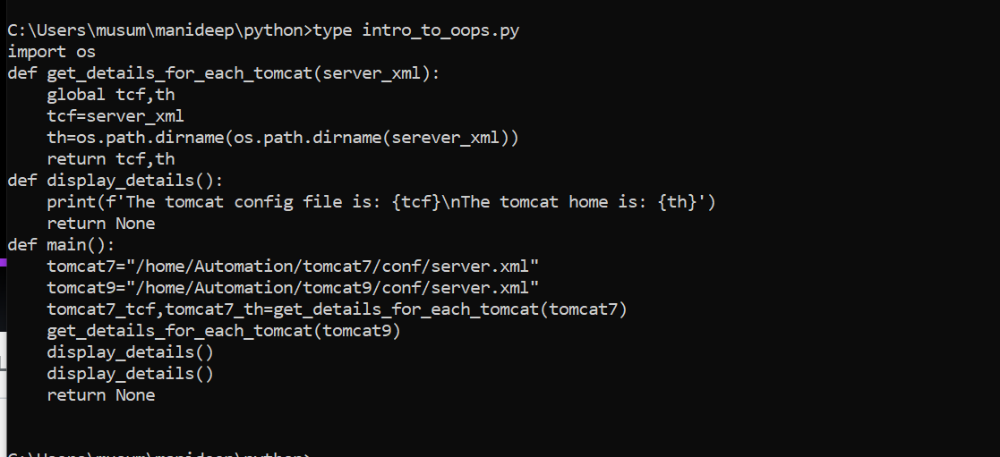 C:\Users\musum\manideep\python>type intro_to_oops.py
import os
def get_details_for_each_tomcat(server_xml):
    global tcf,th
    tcf=server_xml
    th=os.path.dirname(os.path.dirname(serever_xml))
    return tcf,th
def display_details():
    print(f'The tomcat config file is: {tcf}\nThe tomcat home is: {th}')
    return None
def main():
    tomcat7="/home/Automation/tomcat7/conf/server.xml"
    tomcat9="/home/Automation/tomcat9/conf/server.xml"
    tomcat7_tcf,tomcat7_th=get_details_for_each_tomcat(tomcat7)
    get_details_for_each_tomcat(tomcat9)
    display_details()
    display_details()
    return None
C:\Users\musum\manideep\python>